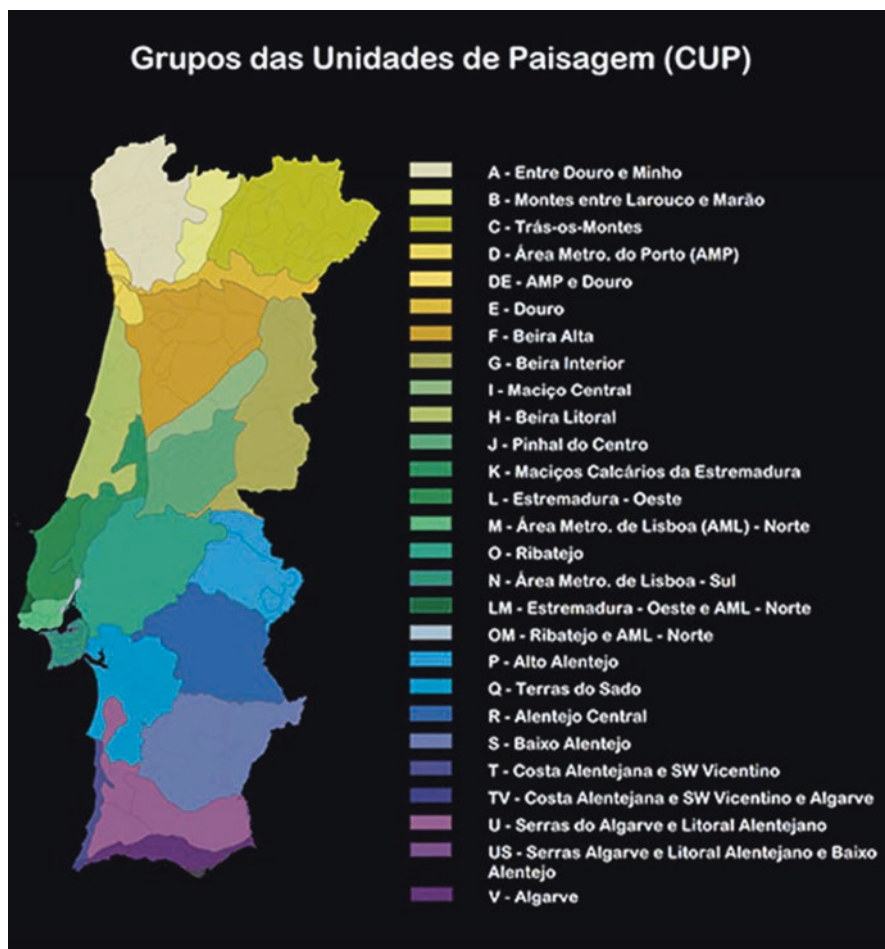 Grupos das Unidades de Paisagem (CUP)
A - Entre Douro e Minho
B - Montes entre Larouco e Marão
C - Trás-os-Montes
D - Área Metro. do Porto (AMP)
DE - AMP e Douro
E - Douro
F - Beira Alta
G - Beira Interior
I - Maciço Central
H - Beira Litoral
J - Pinhal do Centro
K - Maciços Calcários da Estremadura
L - Estremadura - Oeste
M - Área Metro. de Lisboa (AML) - Norte
O - Ribatejo
N - Área Metro. de Lisboa - Sul
LM - Estremadura - Oeste e AML - Norte
OM - Ribatejo e AML - Norte
P - Alto Alentejo
Q - Terras do Sado
R - Alentejo Central
S - Baixo Alentejo
T - Costa Alentejana e SW Vicentino
TV - Costa Alentejana e SW Vicentino e Algarve
U - Serras do Algarve e Litoral Alentejano
US - Serras Algarve e Litoral Alentejano e Baixo
Alentejo
V - Algarve